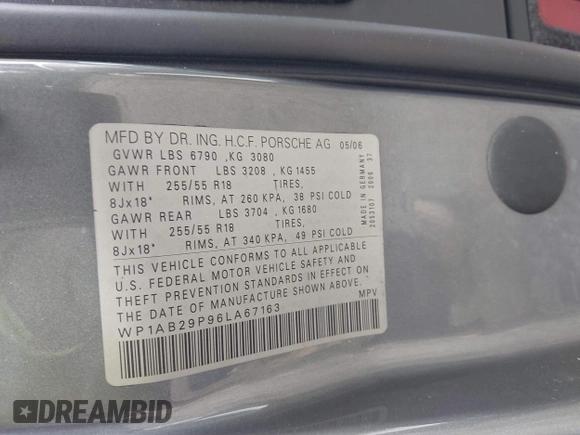 MFD BY DR. ING. H.C.F. PORSCHE AG 05/06
GVWR LBS 6790 ,KG 3080
GAWR FRONT LBS 3208 , KG 1455
WITH 255/55 R18 TIRES,
8Jx18" RIMS, AT 260 KPA, 38 PSI COLD
GAWR REAR LBS 3704 , KG 1680
WITH 255/55 R18 TIRES,
8Jx18" RIMS, AT 340 KPA, 49 PSI COLD
THIS VEHICLE CONFORMS TO ALL APPLICABLE
U.S. FEDERAL MOTOR VEHICLE SAFETY AND
THEFT PREVENTION STANDARDS IN EFFECT ON
THE DATE OF MANUFACTURE SHOWN ABOVE.
WP1AB29P96LA67163 MPV
MADE IN GERMANY
2053107 2006 37
DREAMBID